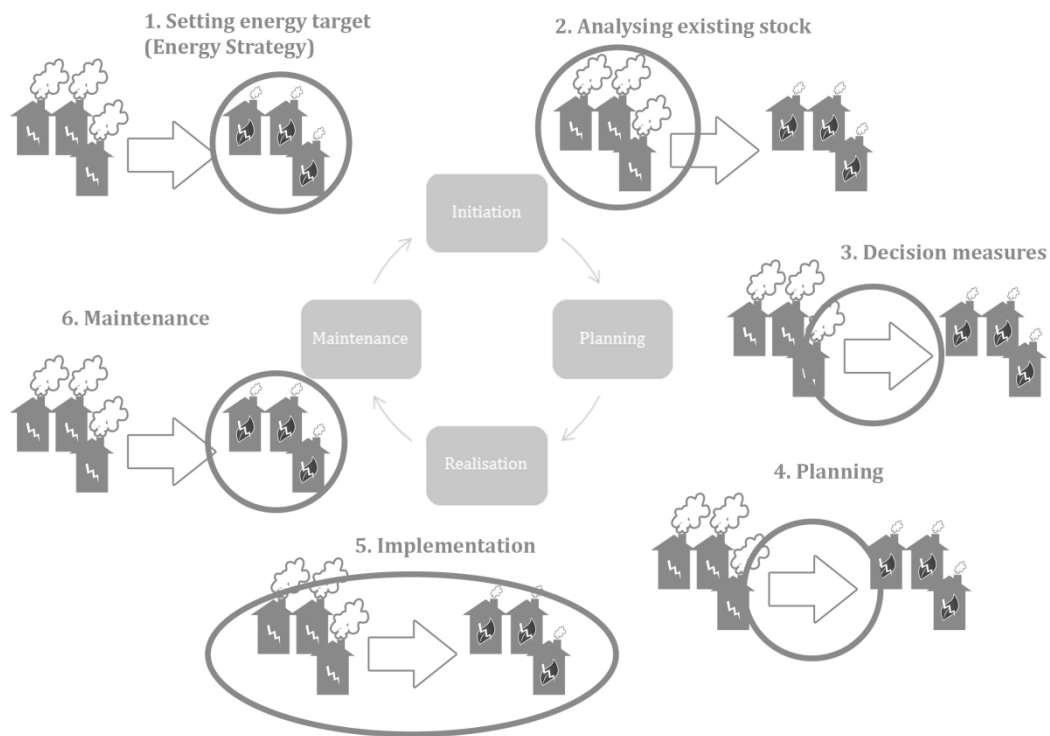 1. Setting energy target
(Energy Strategy)
2. Analysing existing stock
Initiation
3. Decision measures
6. Maintenance
Maintenance
Planning
Realisation
4. Planning
5. Implementation